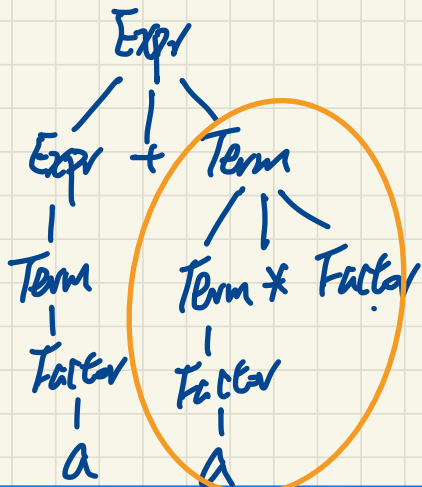 Expr
Expr + Term
Term Term * Factor
Factor Factor
a a